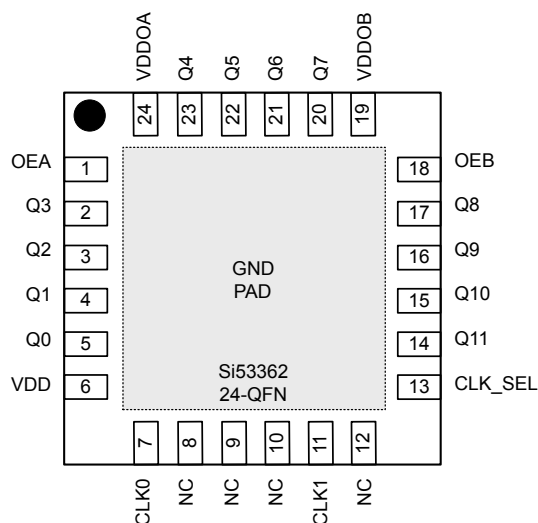 VDDOA
Q4
Q5
Q6
Q7
VDDOB
24
23
22
21
20
19
OEA
1
18
OEB
Q3
2
17
Q8
Q2
3
16
Q9
Q1
4
15
Q10
Q0
5
14
Q11
VDD
6
13
CLK_SEL
GND
PAD
Si53362
24-QFN
7
8
9
10
11
12
CLK0
NC
NC
NC
CLK1
NC